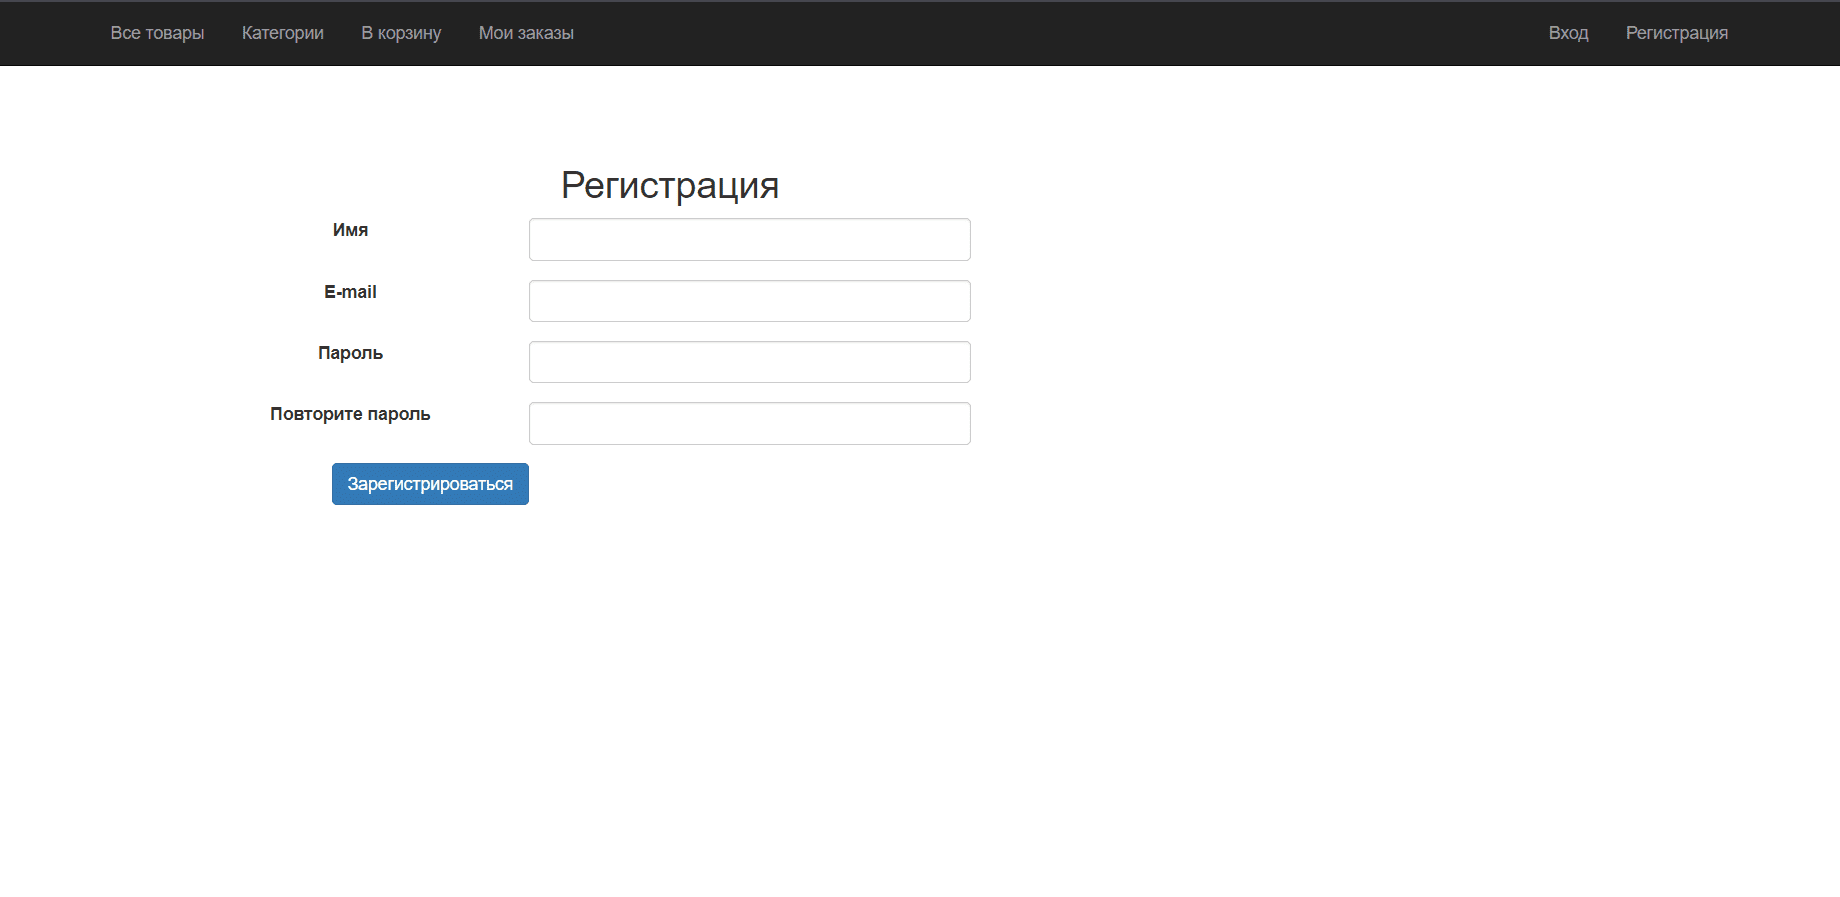 Все товары Категории В корзину Мои заказы Вход Регистрация
Регистрация
Имя
E-mail
Пароль
Повторите пароль
Зарегистрироваться